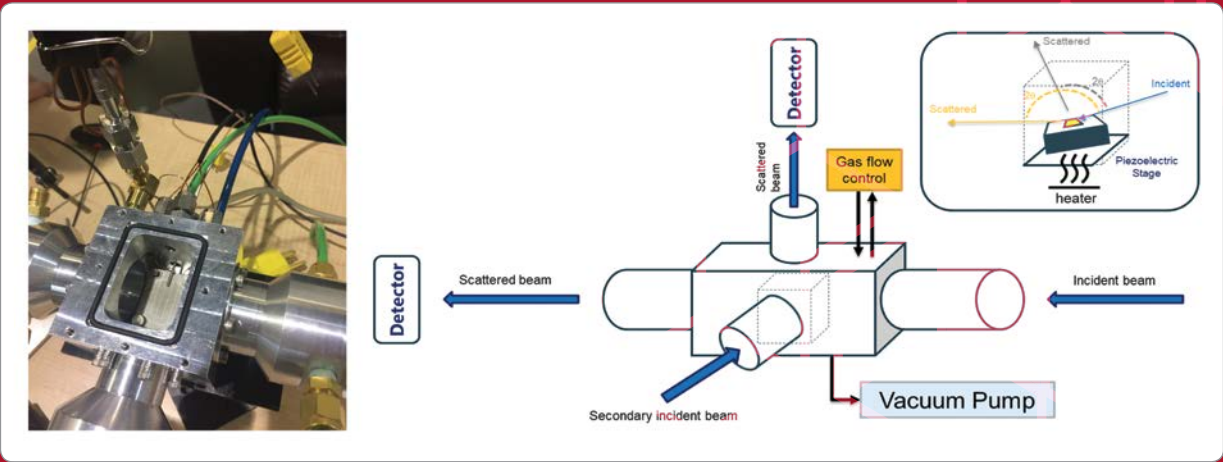 Detector
Scattered
beam
Gas flow
control
Detector
Scattered beam
Incident beam
Secondary incident beam
Vacuum Pump
Scattered
2θ
Incident
2θ
Scattered
Piezoelectric
Stage
heater